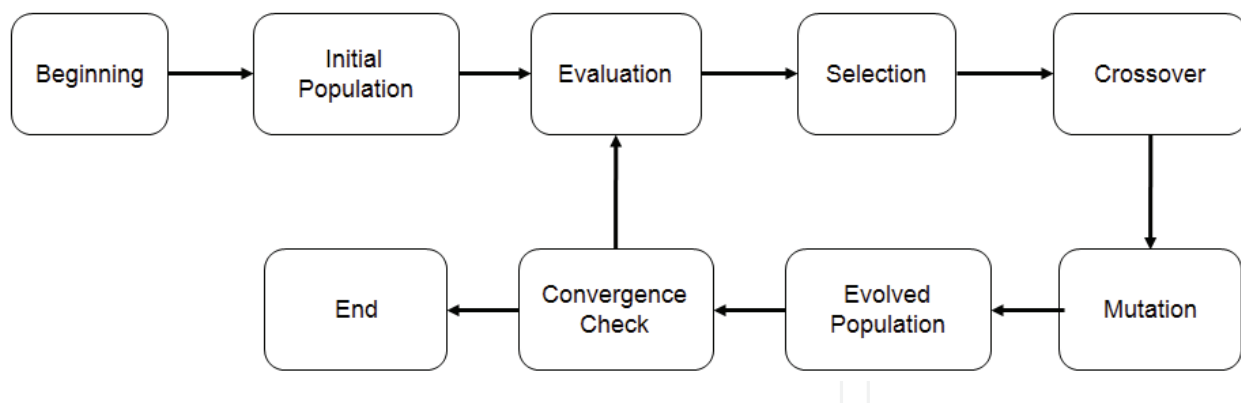 Beginning
Initial
Population
Evaluation
Selection
Crossover
End
Convergence
Check
Evolved
Population
Mutation